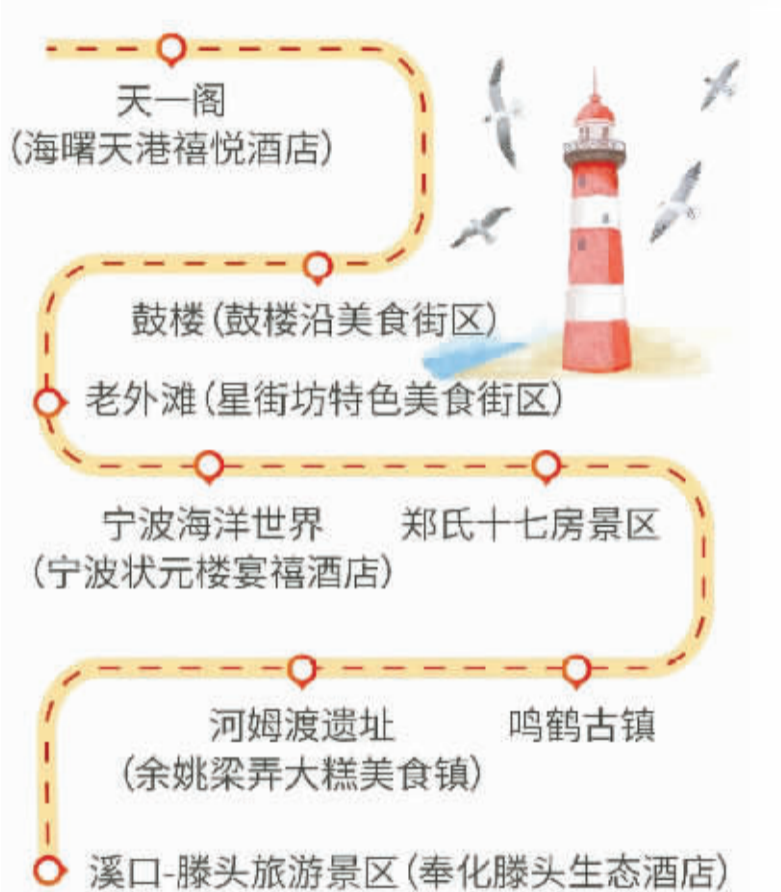 天一阁
(海曙天港禧悦酒店)
鼓楼(鼓楼沿美食街区)
老外滩(星街坊特色美食街区)
宁波海洋世界
(宁波状元楼宴禧酒店)
郑氏十七房景区
鸣鹤古镇
河姆渡遗址
(余姚梁弄大糕美食镇)
溪口-滕头旅游景区(奉化滕头生态酒店)